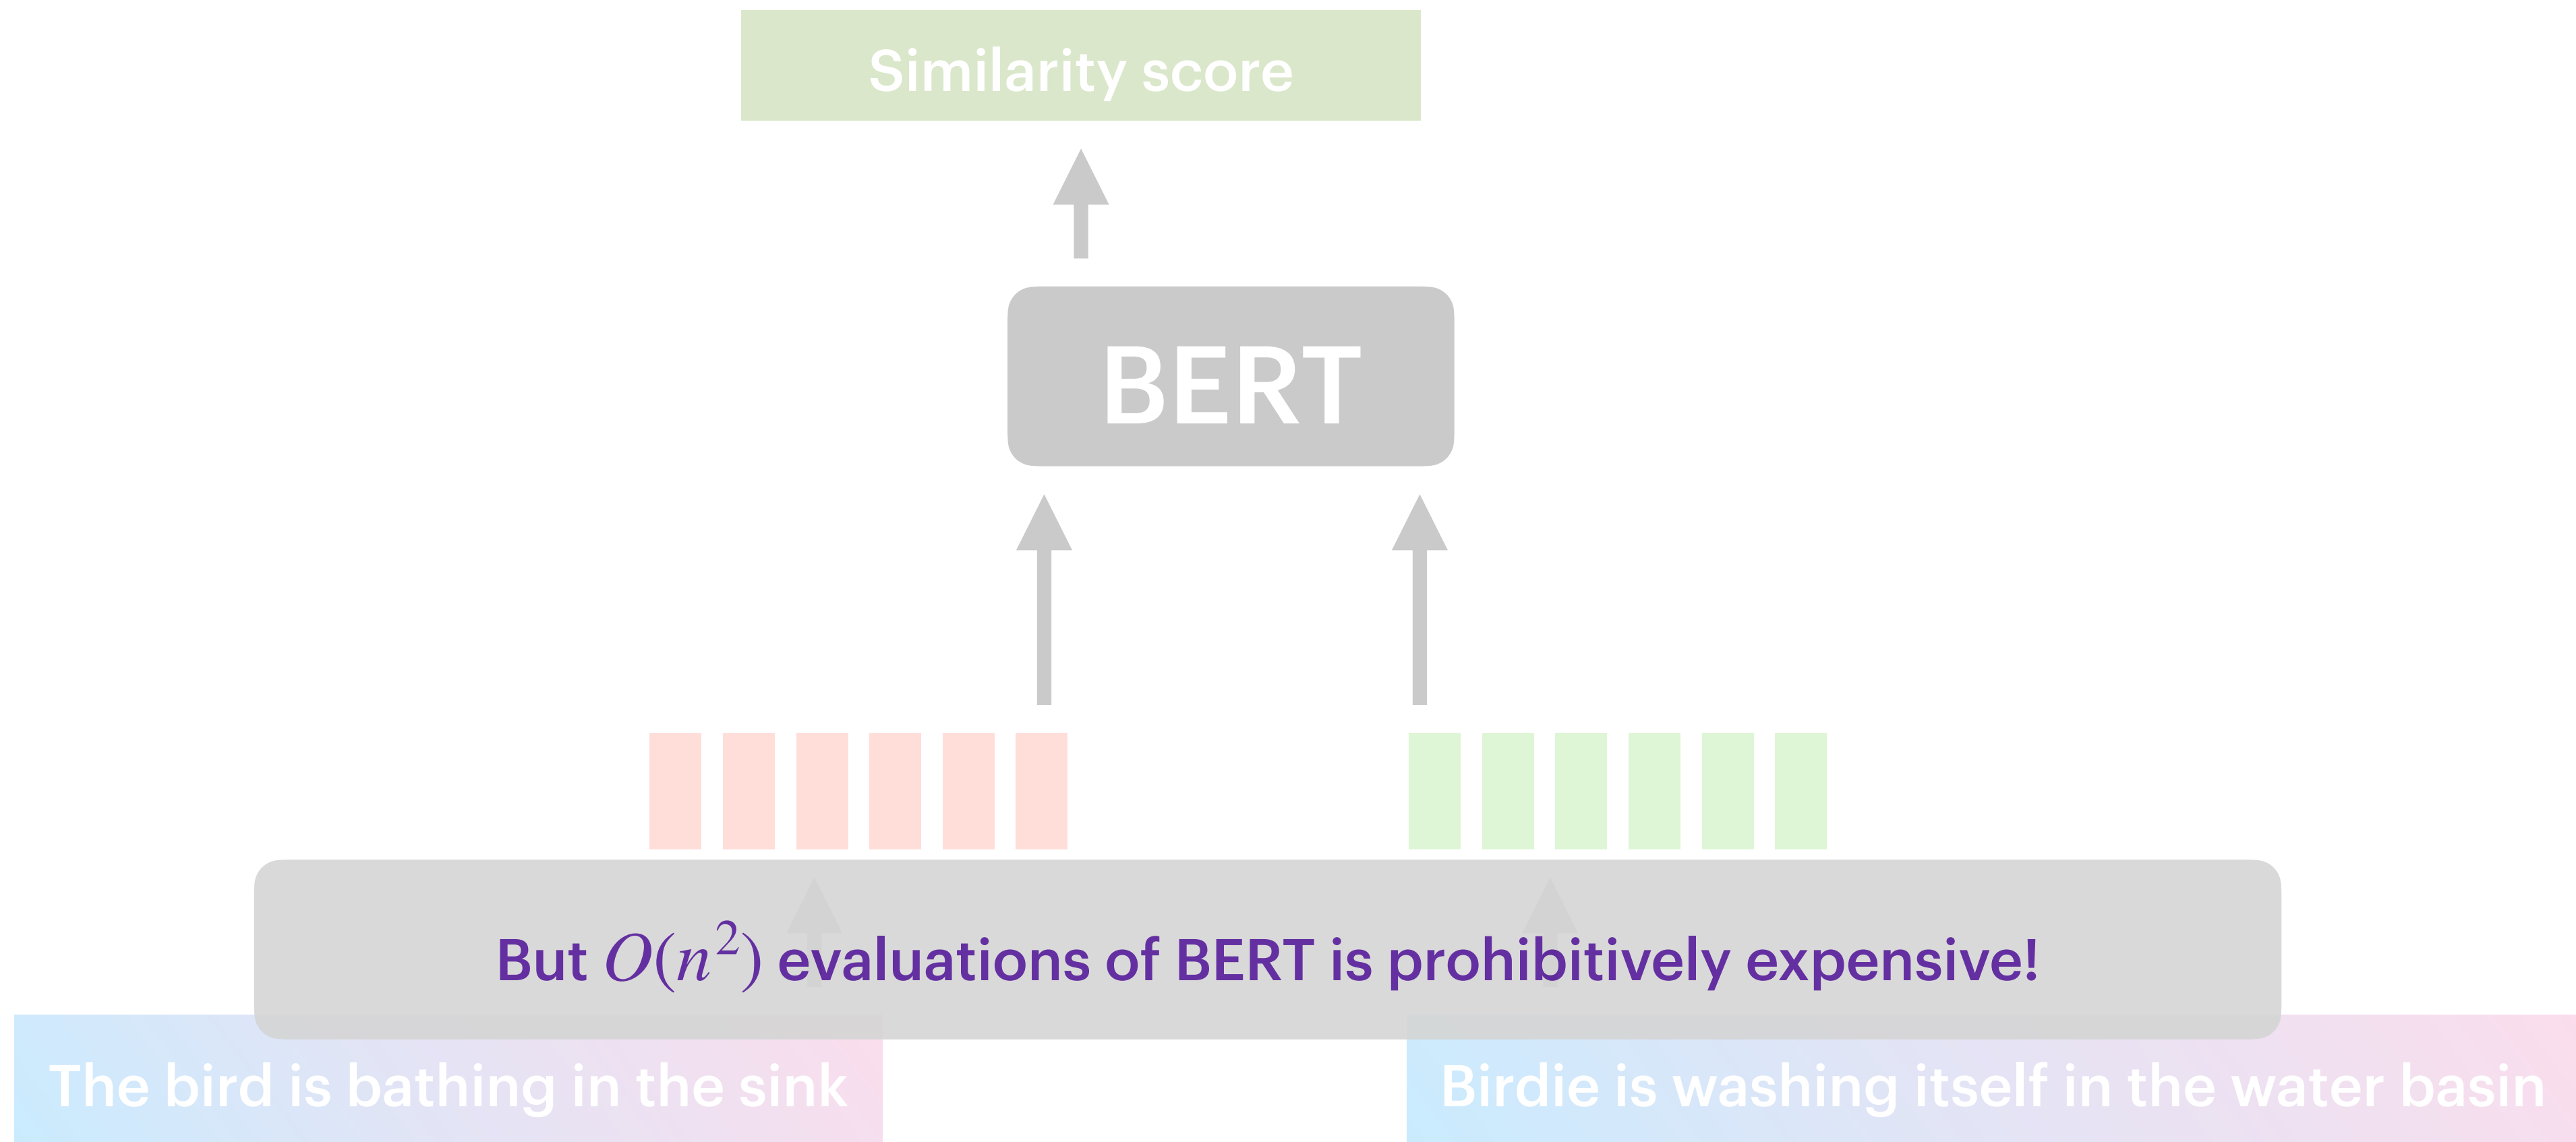 Similarity score
BERT
But O(n²) evaluations of BERT is prohibitively expensive!
The bird is bathing in the sink
Birdie is washing itself in the water basin